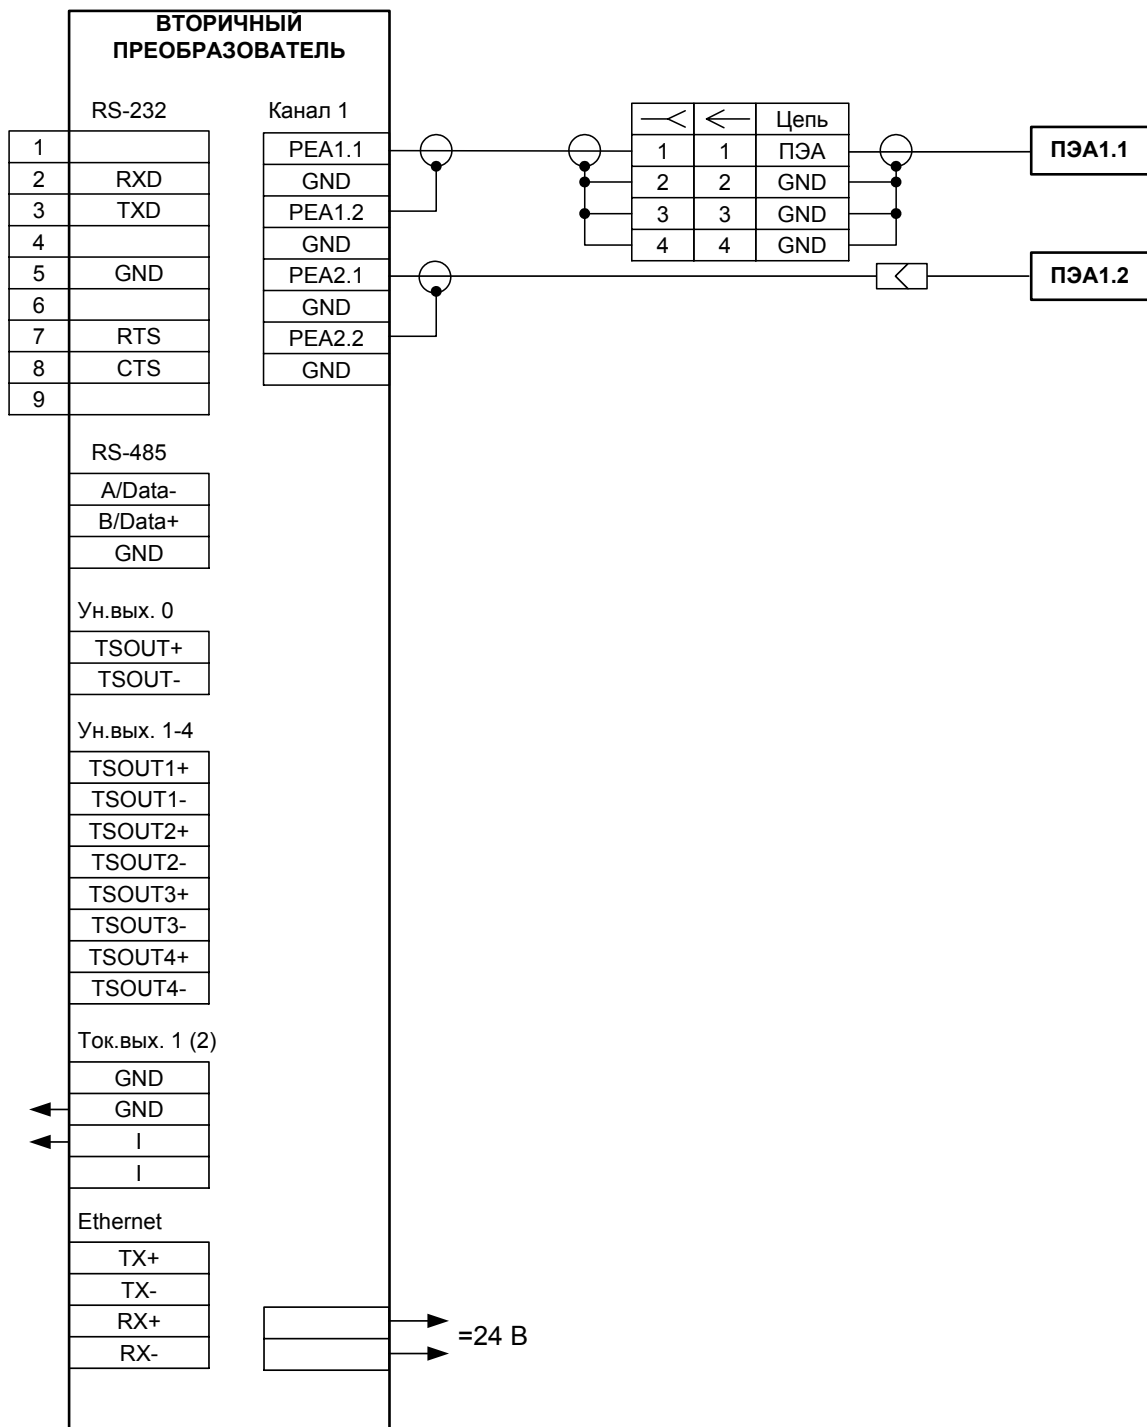 ВТОРИЧНЫЙ
ПРЕОБРАЗОВАТЕЛЬ
RS-232
1
2 RXD
3 TXD
4
5 GND
6
7 RTS
8 CTS
9
Канал 1
PEA1.1
GND
PEA1.2
GND
PEA2.1
GND
PEA2.2
GND
Цепь
1 1 ПЭА
2 2 GND
3 3 GND
4 4 GND
ПЭА1.1
ПЭА1.2
RS-485
A/Data-
B/Data+
GND
Ун.вых. 0
TSOUT+
TSOUT-
Ун.вых. 1-4
TSOUT1+
TSOUT1-
TSOUT2+
TSOUT2-
TSOUT3+
TSOUT3-
TSOUT4+
TSOUT4-
Ток.вых. 1 (2)
GND
GND
I
I
Ethernet
TX+
TX-
RX+
RX-
=24 В